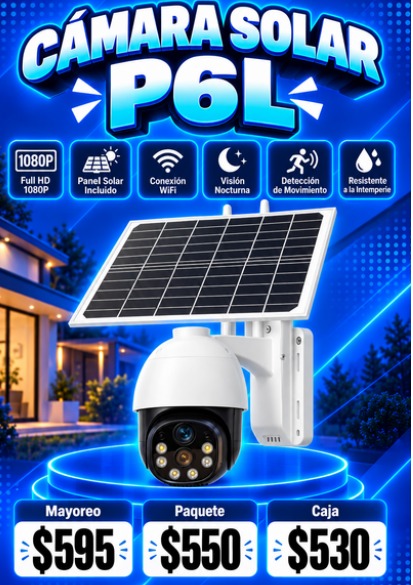 CÁMARA SOLAR
P6L
1080P
Full HD
1080P
Panel Solar
Incluido
Conexión
WiFi
Visión
Nocturna
Detección
de Movimiento
Resistente
a la Intemperie
Mayoreo
$595
Paquete
$550
Caja
$530